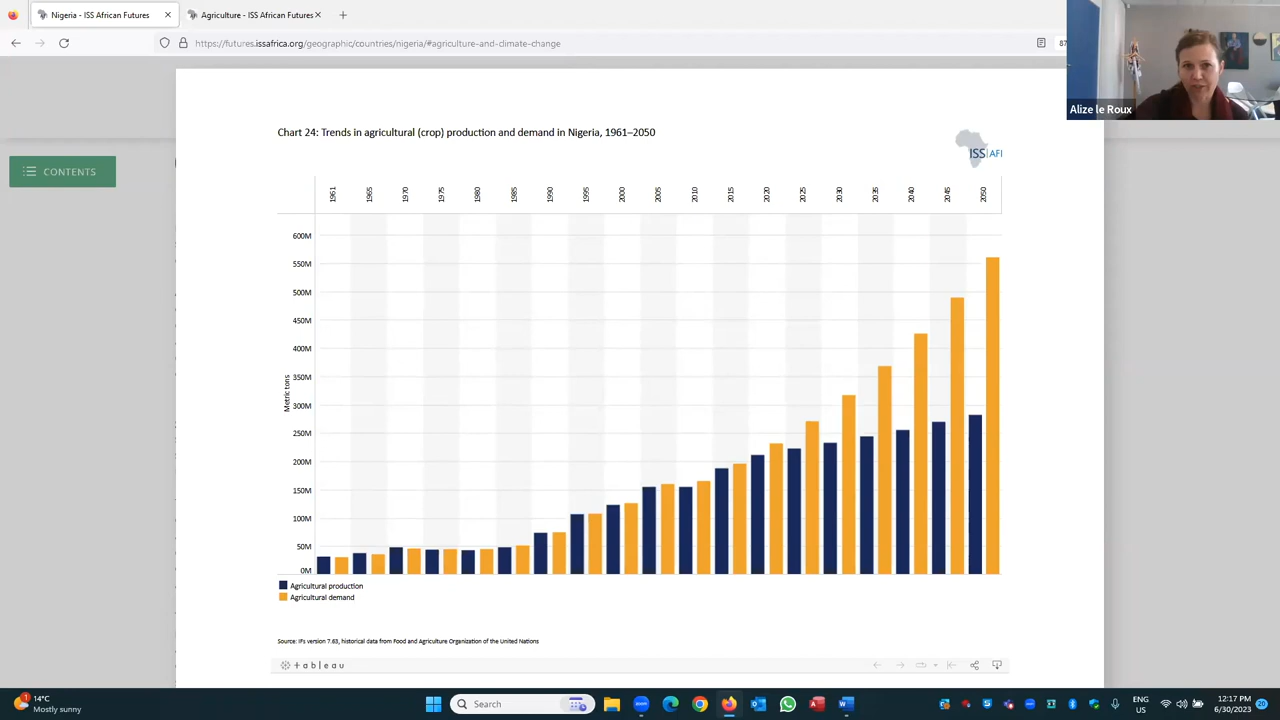 Nigeria - ISS African Futures
Agriculture - ISS African Futures
https://futures.issafrica.org/geographic/countries/nigeria/#agriculture-and-climate-change
Alize le Roux
CONTENTS
Chart 24: Trends in agricultural (crop) production and demand in Nigeria, 1961–2050
ISS AFI
1961 1965 1970 1975 1980 1985 1990 1995 2000 2005 2010 2015 2020 2025 2030 2035 2040 2045 2050
600M
550M
500M
450M
400M
350M
300M
250M
200M
150M
100M
50M
0M
Metric tons
Agricultural production
Agricultural demand
Source: IFs version 7.63, historical data from Food and Agriculture Organization of the United Nations
+ a b l e a u
1
14°C
Mostly sunny
Search
zoom
ENG
US
12:17 PM
6/30/2023
20